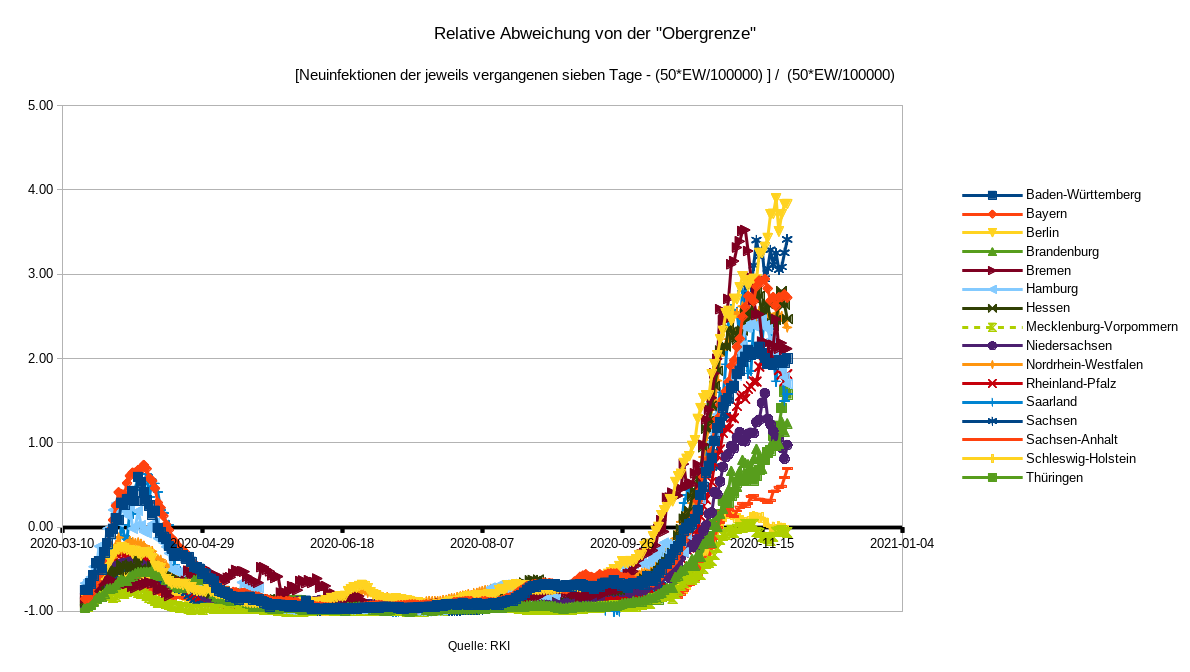 Relative Abweichung von der "Obergrenze"
[Neuinfektionen der jeweils vergangenen sieben Tage - (50*EW/100000) ] / (50*EW/100000)
5.00
4.00
3.00
2.00
1.00
0.00
-1.00
2020-03-10
2020-04-29
2020-06-18
2020-08-07
2020-09-26
2020-11-15
2021-01-04
Baden-Württemberg
Bayern
Berlin
Brandenburg
Bremen
Hamburg
Hessen
Mecklenburg-Vorpommern
Niedersachsen
Nordrhein-Westfalen
Rheinland-Pfalz
Saarland
Sachsen
Sachsen-Anhalt
Schleswig-Holstein
Thüringen
Quelle: RKI